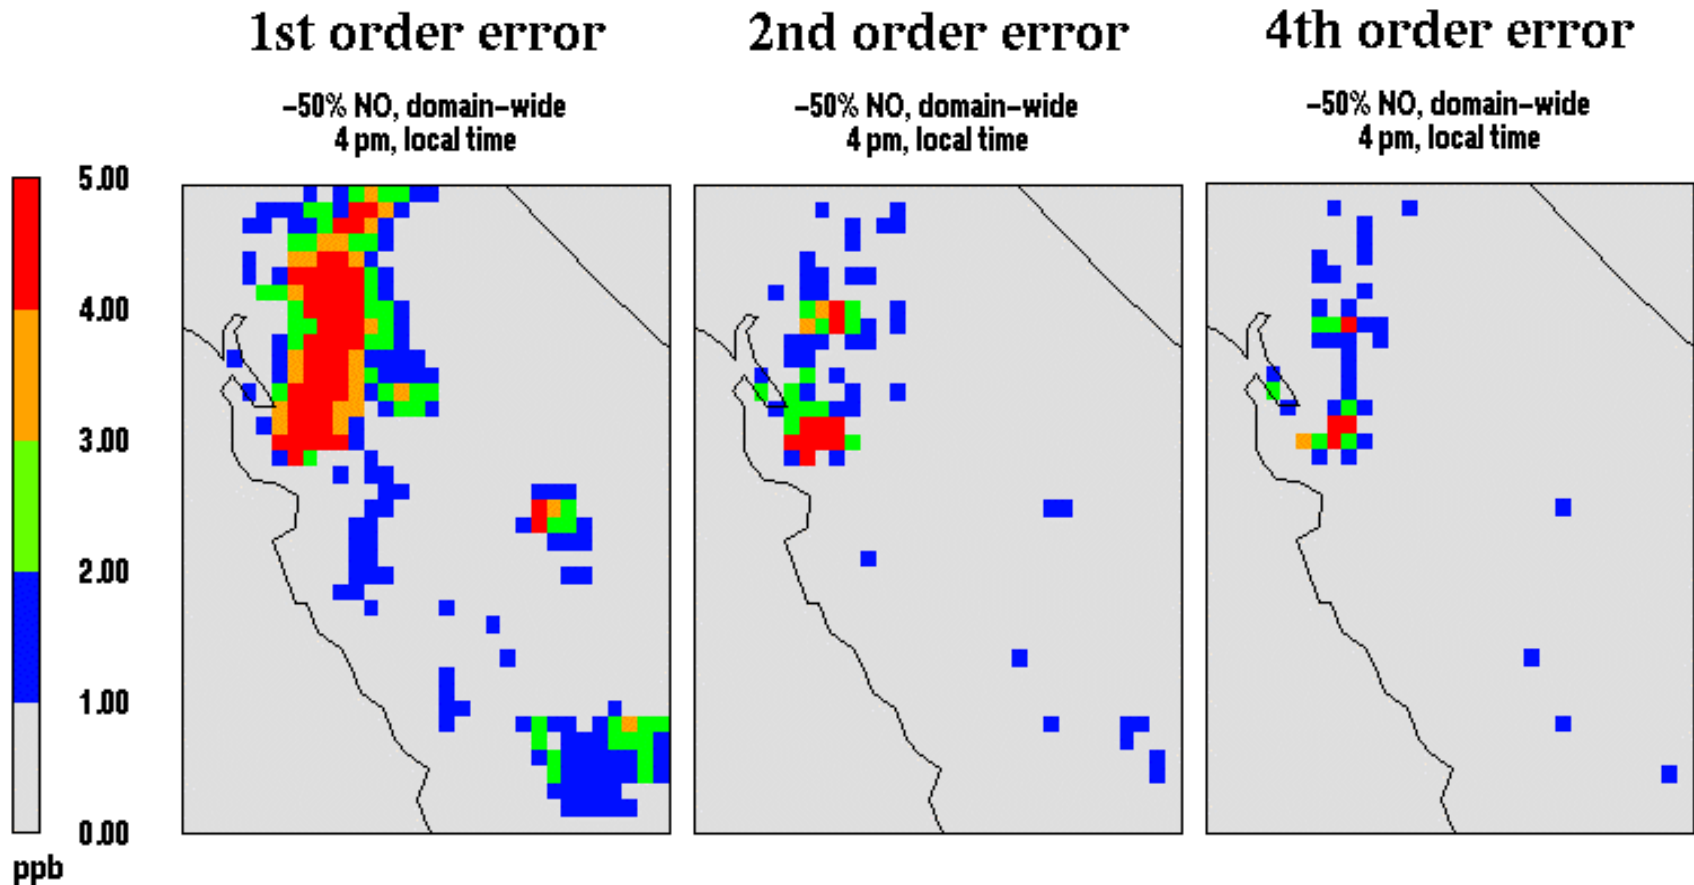 1st order error
2nd order error
4th order error
−50% NO, domain−wide
4 pm, local time
−50% NO, domain−wide
4 pm, local time
−50% NO, domain−wide
4 pm, local time
5.00
4.00
3.00
2.00
1.00
0.00
ppb